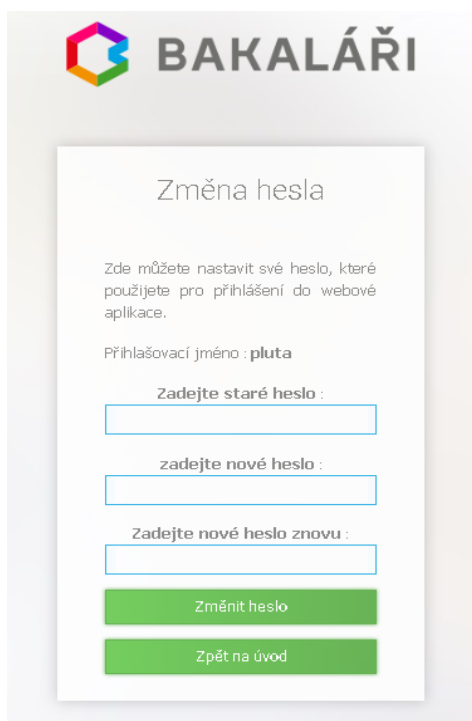 BAKALÁŘI
Změna hesla
Zde můžete nastavit své heslo, které
použijete pro přihlášení do webové
aplikace.
Přihlašovací jméno : pluta
Zadejte staré heslo :
zadejte nové heslo :
Zadejte nové heslo znovu :
Změnit heslo
Zpět na úvod